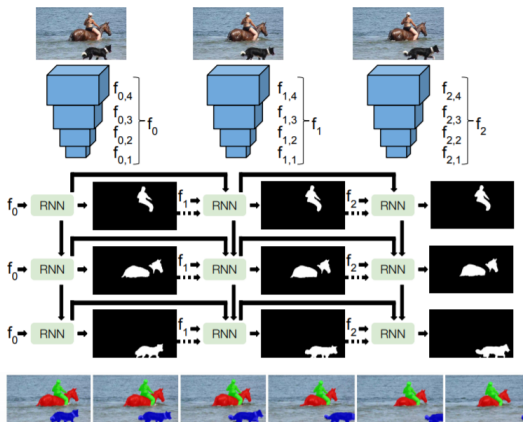 f0,4 f1,4 f2,4
f0,3 f1,3 f2,3
f0 f1 f2
f0,2 f1,2 f2,2
f0,1 f1,1 f2,1
f0 RNN f1 RNN f2 RNN
f0 RNN f1 RNN f2 RNN
f0 RNN f1 RNN f2 RNN